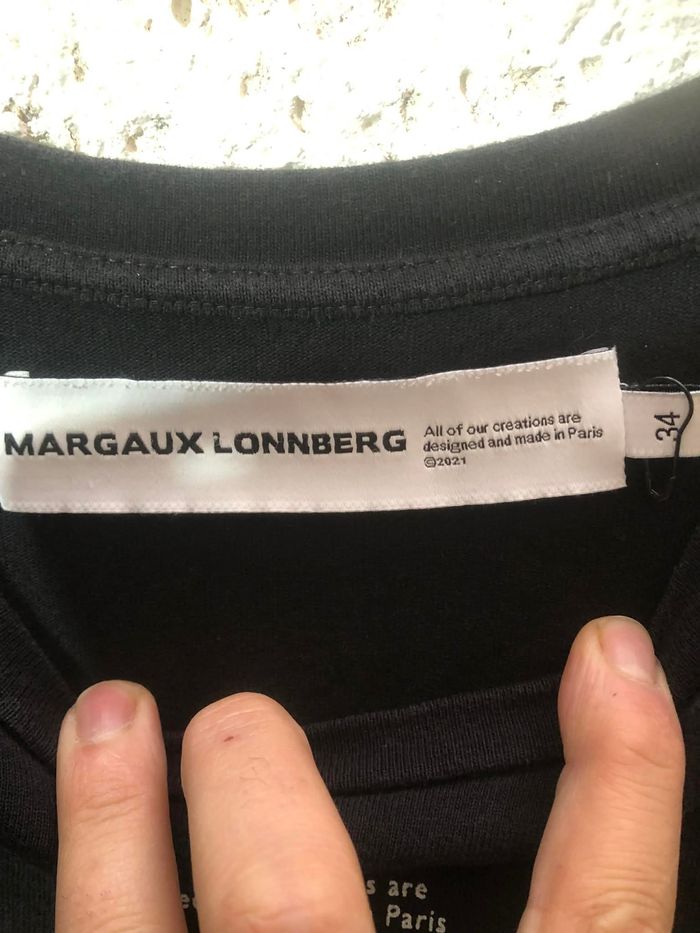 MARGAUX LONNBERG
All of our creations are
designed and made in Paris
©2021
34
are
Paris